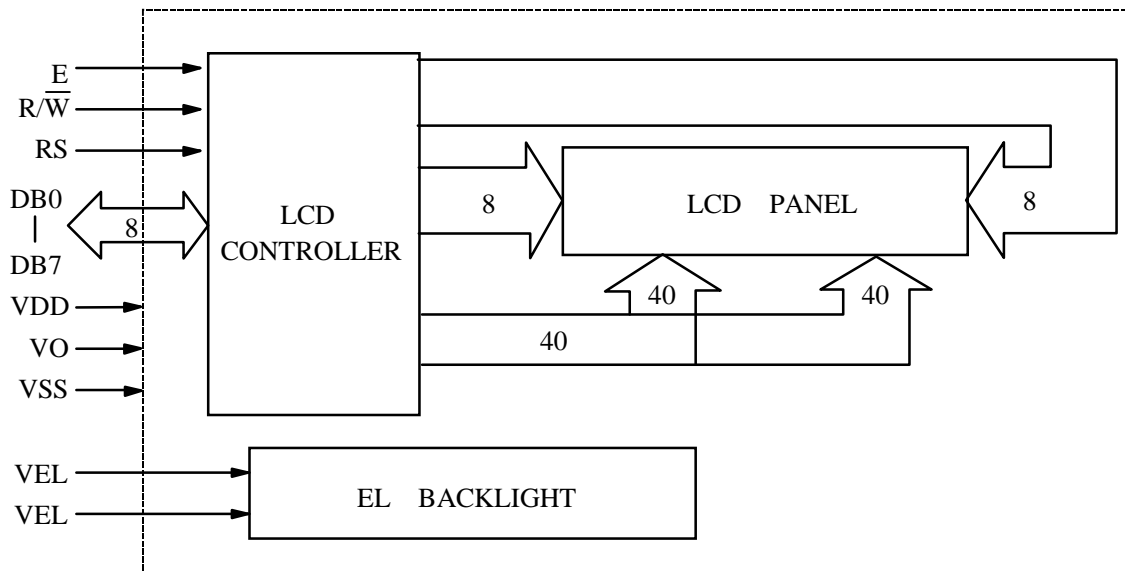 E
R/W̅
RS
DB0
DB7
VDD
VO
VSS
VEL
VEL
8
LCD
CONTROLLER
8
LCD PANEL
8
40
40
40
EL BACKLIGHT